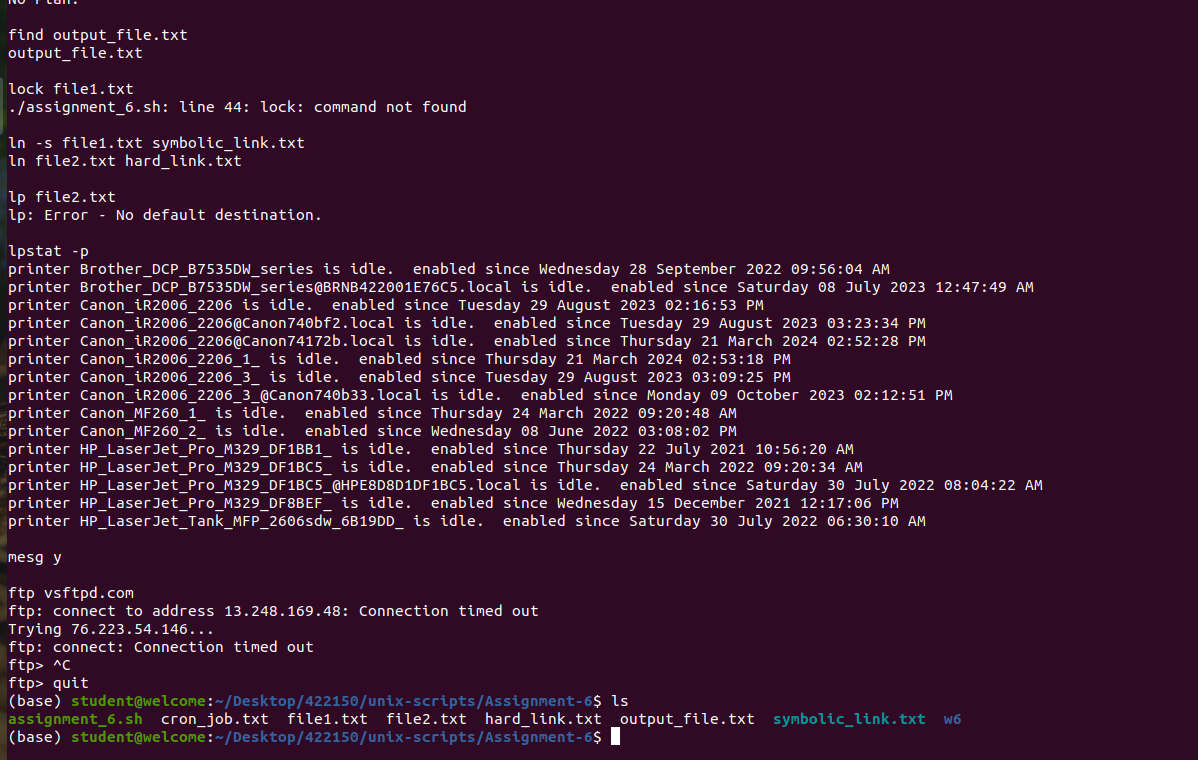 No Plan.
find output_file.txt
output_file.txt
lock file1.txt
./assignment_6.sh: line 44: lock: command not found
ln -s file1.txt symbolic_link.txt
ln file2.txt hard_link.txt
lp file2.txt
lp: Error - No default destination.
lpstat -p
printer Brother_DCP_B7535DW_series is idle.  enabled since Wednesday 28 September 2022 09:56:04 AM
printer Brother_DCP_B7535DW_series@BRNB422001E76C5.local is idle.  enabled since Saturday 08 July 2023 12:47:49 AM
printer Canon_iR2006_2206 is idle.  enabled since Tuesday 29 August 2023 02:16:53 PM
printer Canon_iR2006_2206@Canon740bf2.local is idle.  enabled since Tuesday 29 August 2023 03:23:34 PM
printer Canon_iR2006_2206@Canon74172b.local is idle.  enabled since Thursday 21 March 2024 02:52:28 PM
printer Canon_iR2006_2206_1_ is idle.  enabled since Thursday 21 March 2024 02:53:18 PM
printer Canon_iR2006_2206_3_ is idle.  enabled since Tuesday 29 August 2023 03:09:25 PM
printer Canon_iR2006_2206_3_@Canon740b33.local is idle.  enabled since Monday 09 October 2023 02:12:51 PM
printer Canon_MF260_1_ is idle.  enabled since Thursday 24 March 2022 09:20:48 AM
printer Canon_MF260_2_ is idle.  enabled since Wednesday 08 June 2022 03:08:02 PM
printer HP_LaserJet_Pro_M329_DF1BB1_ is idle.  enabled since Thursday 22 July 2021 10:56:20 AM
printer HP_LaserJet_Pro_M329_DF1BC5_ is idle.  enabled since Thursday 24 March 2022 09:20:34 AM
printer HP_LaserJet_Pro_M329_DF1BC5_@HPE8D8D1DF1BC5.local is idle.  enabled since Saturday 30 July 2022 08:04:22 AM
printer HP_LaserJet_Pro_M329_DF8BEF_ is idle.  enabled since Wednesday 15 December 2021 12:17:06 PM
printer HP_LaserJet_Tank_MFP_2606sdw_6B19DD_ is idle.  enabled since Saturday 30 July 2022 06:30:10 AM
mesg y
ftp vsftpd.com
ftp: connect to address 13.248.169.48: Connection timed out
Trying 76.223.54.146...
ftp: connect: Connection timed out
ftp> ^C
ftp> quit
(base) student@welcome:~/Desktop/422150/unix-scripts/Assignment-6$ ls
assignment_6.sh  cron_job.txt  file1.txt  file2.txt  hard_link.txt  output_file.txt  symbolic_link.txt  w6
(base) student@welcome:~/Desktop/422150/unix-scripts/Assignment-6$